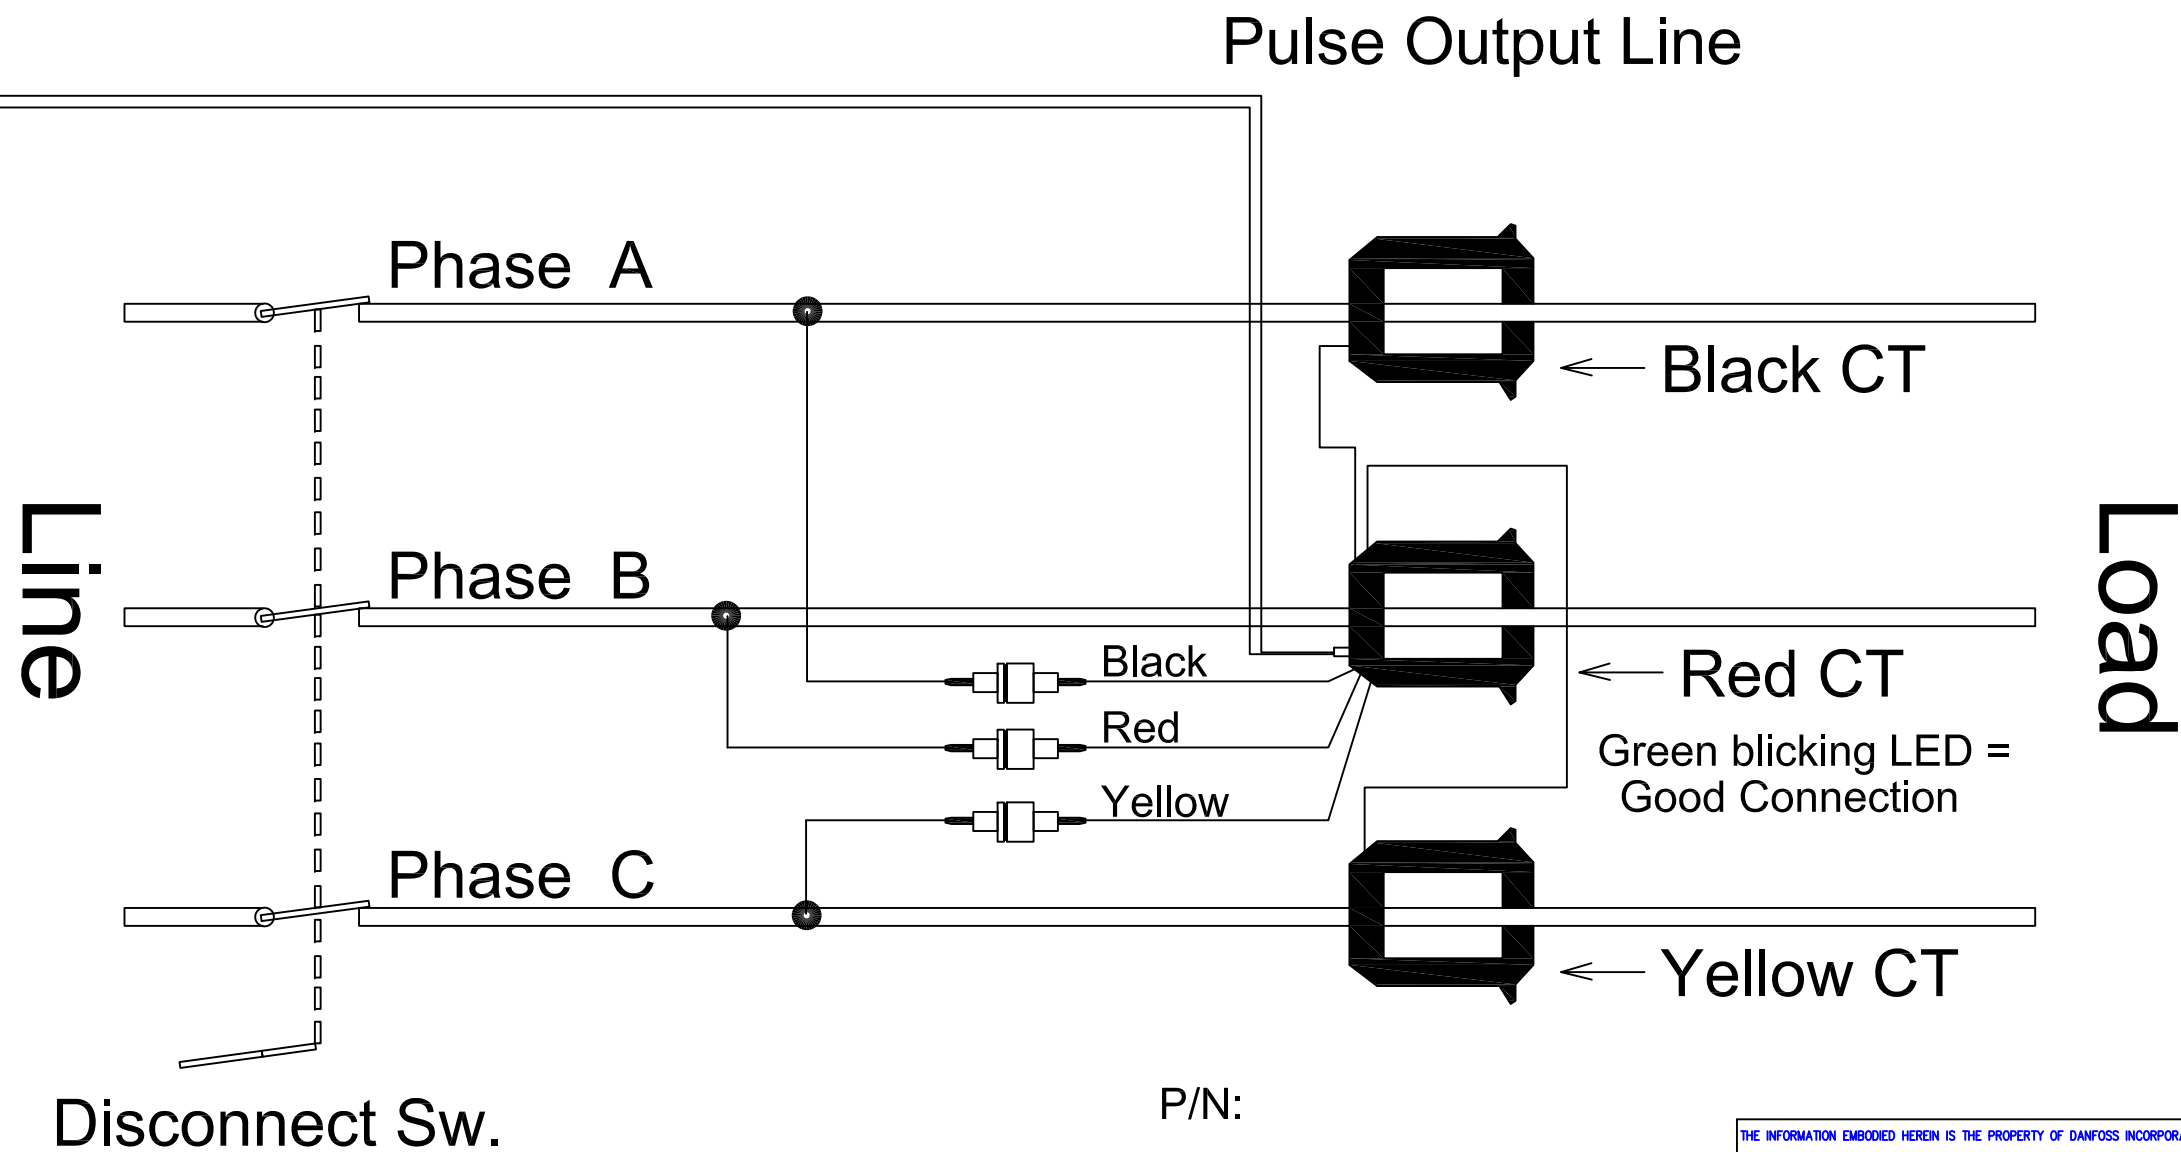 Pulse Output Line
Phase A
Black CT
Line
Load
Phase B
Black
Red CT
Red
Green blicking LED =
Good Connection
Yellow
Phase C
Yellow CT
P/N:
Disconnect Sw.
THE INFORMATION EMBODIED HEREIN IS THE PROPERTY OF DANFOSS